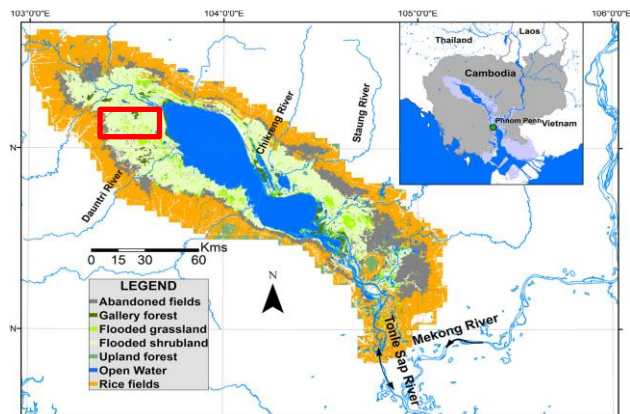 103°0'0"E
104°0'0"E
105°0'0"E
106°0'0"E
Laos
Thailand
Cambodia
Phnom Penh
Vietnam
Chikreng River
Staung River
Dauntri River
Kms
0 15 30 60
N
LEGEND
Abandoned fields
Gallery forest
Flooded grassland
Flooded shrubland
Upland forest
Open Water
Rice fields
Mekong River
Tonle Sap River